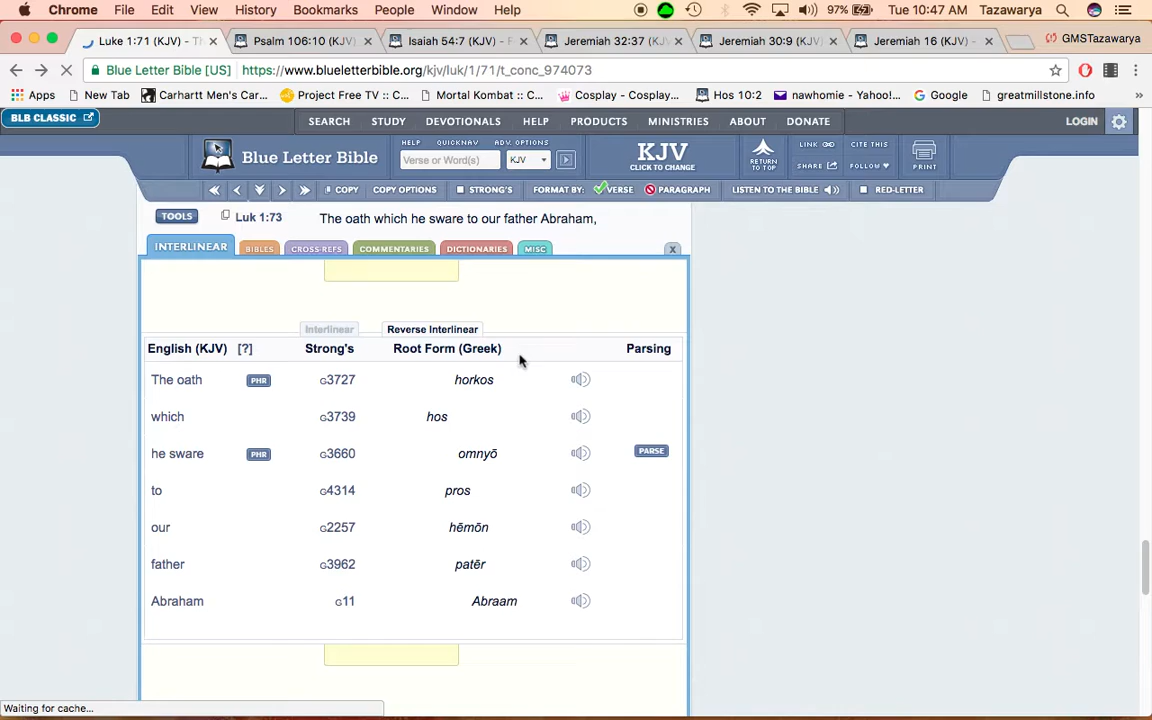 Chrome File Edit View History Bookmarks People Window Help 97% Tue 10:47 AM Tazawarya
Luke 1:71 (KJV) - Th Psalm 106:10 (KJV) - Isaiah 54:7 (KJV) - F Jeremiah 32:37 (KJV Jeremiah 30:9 (KJV) - Jeremiah 16 (KJV) - GMSTazawarya
Blue Letter Bible [US] https://www.blueletterbible.org/kjv/luk/1/71/t_conc_974073
Apps New Tab Carhartt Men's Car... Project Free TV :: C... Mortal Kombat :: C... Cosplay - Cosplay... Hos 10:2 nawhomie - Yahoo!... Google greatmillstone.info »
BLB CLASSIC SEARCH STUDY DEVOTIONALS HELP PRODUCTS MINISTRIES ABOUT DONATE LOGIN
HELP QUICKNAV ADV. OPTIONS
Blue Letter Bible Verse or Word(s) KJV KJV CLICK TO CHANGE RETURN TO TOP LINK CITE THIS SHARE FOLLOW PRINT
COPY COPY OPTIONS STRONG'S FORMAT BY: VERSE PARAGRAPH LISTEN TO THE BIBLE RED-LETTER
TOOLS Luk 1:73 The oath which he sware to our father Abraham,
INTERLINEAR BIBLES CROSS-REFS COMMENTARIES DICTIONARIES MISC x
Interlinear Reverse Interlinear
English (KJV) [?] Strong's Root Form (Greek) Parsing
The oath PHR G3727 horkos
which G3739 hos
he sware PHR G3660 omnyō PARSE
to G4314 pros
our G2257 hēmōn
father G3962 patēr
Abraham G11 Abraam
Waiting for cache...